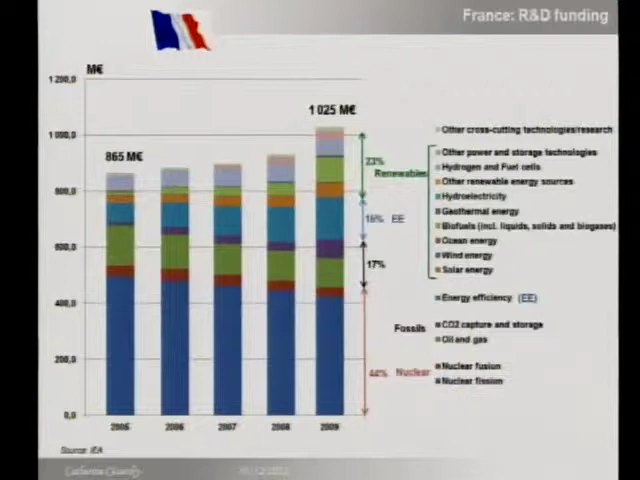 France: R&D funding
M€
1 200,0
1 000,0
800,0
600,0
400,0
200,0
0,0
865 M€
1 025 M€
23%
Renewables
15% EE
17%
44% Nuclear
Fossils
Other cross-cutting technologies/research
Other power and storage technologies
Hydrogen and Fuel cells
Other renewable energy sources
Hydroelectricity
Geothermal energy
Biofuels (incl. liquids, solids and biogases)
Ocean energy
Wind energy
Solar energy
Energy efficiency (EE)
CO2 capture and storage
Oil and gas
Nuclear fusion
Nuclear fission
2005 2006 2007 2008 2009
Source: IEA